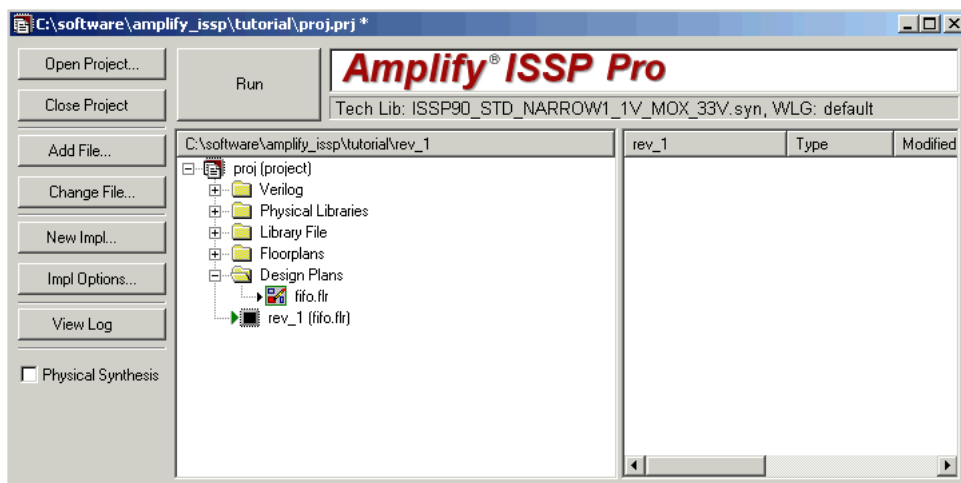 C:\software\amplify_issp\tutorial\proj.prj *
Open Project...
Close Project
Run
Amplify® ISSP Pro
Tech Lib: ISSP90_STD_NARROW1_1V_MOX_33V.syn, WLG: default
Add File...
Change File...
New Impl...
Impl Options...
View Log
Physical Synthesis
C:\software\amplify_issp\tutorial\rev_1
proj (project)
Verilog
Physical Libraries
Library File
Floorplans
Design Plans
fifo.flr
rev_1 (fifo.flr)
rev_1 Type Modified